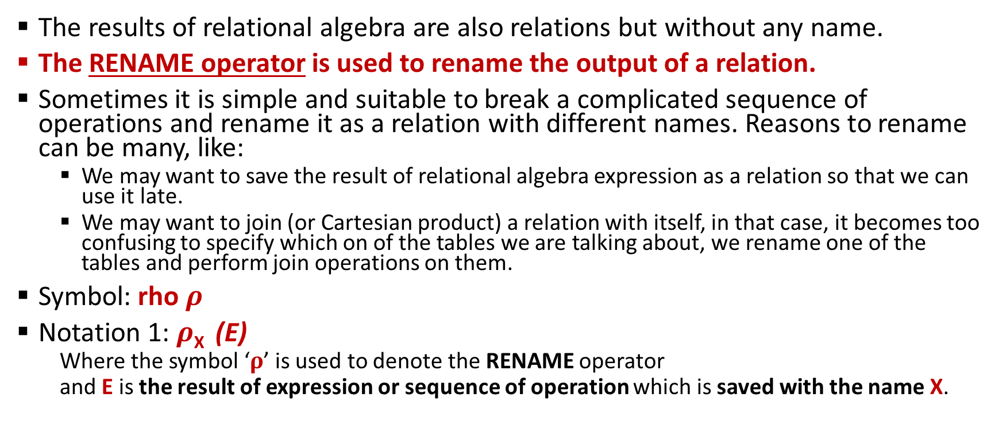 ▪ The results of relational algebra are also relations but without any name.
▪ The RENAME operator is used to rename the output of a relation.
▪ Sometimes it is simple and suitable to break a complicated sequence of
operations and rename it as a relation with different names. Reasons to rename
can be many, like:
▪ We may want to save the result of relational algebra expression as a relation so that we can
use it late.
▪ We may want to join (or Cartesian product) a relation with itself, in that case, it becomes too
confusing to specify which on of the tables we are talking about, we rename one of the
tables and perform join operations on them.
▪ Symbol: rho ρ
▪ Notation 1: ρX (E)
Where the symbol ‘ρ’ is used to denote the RENAME operator
and E is the result of expression or sequence of operation which is saved with the name X.